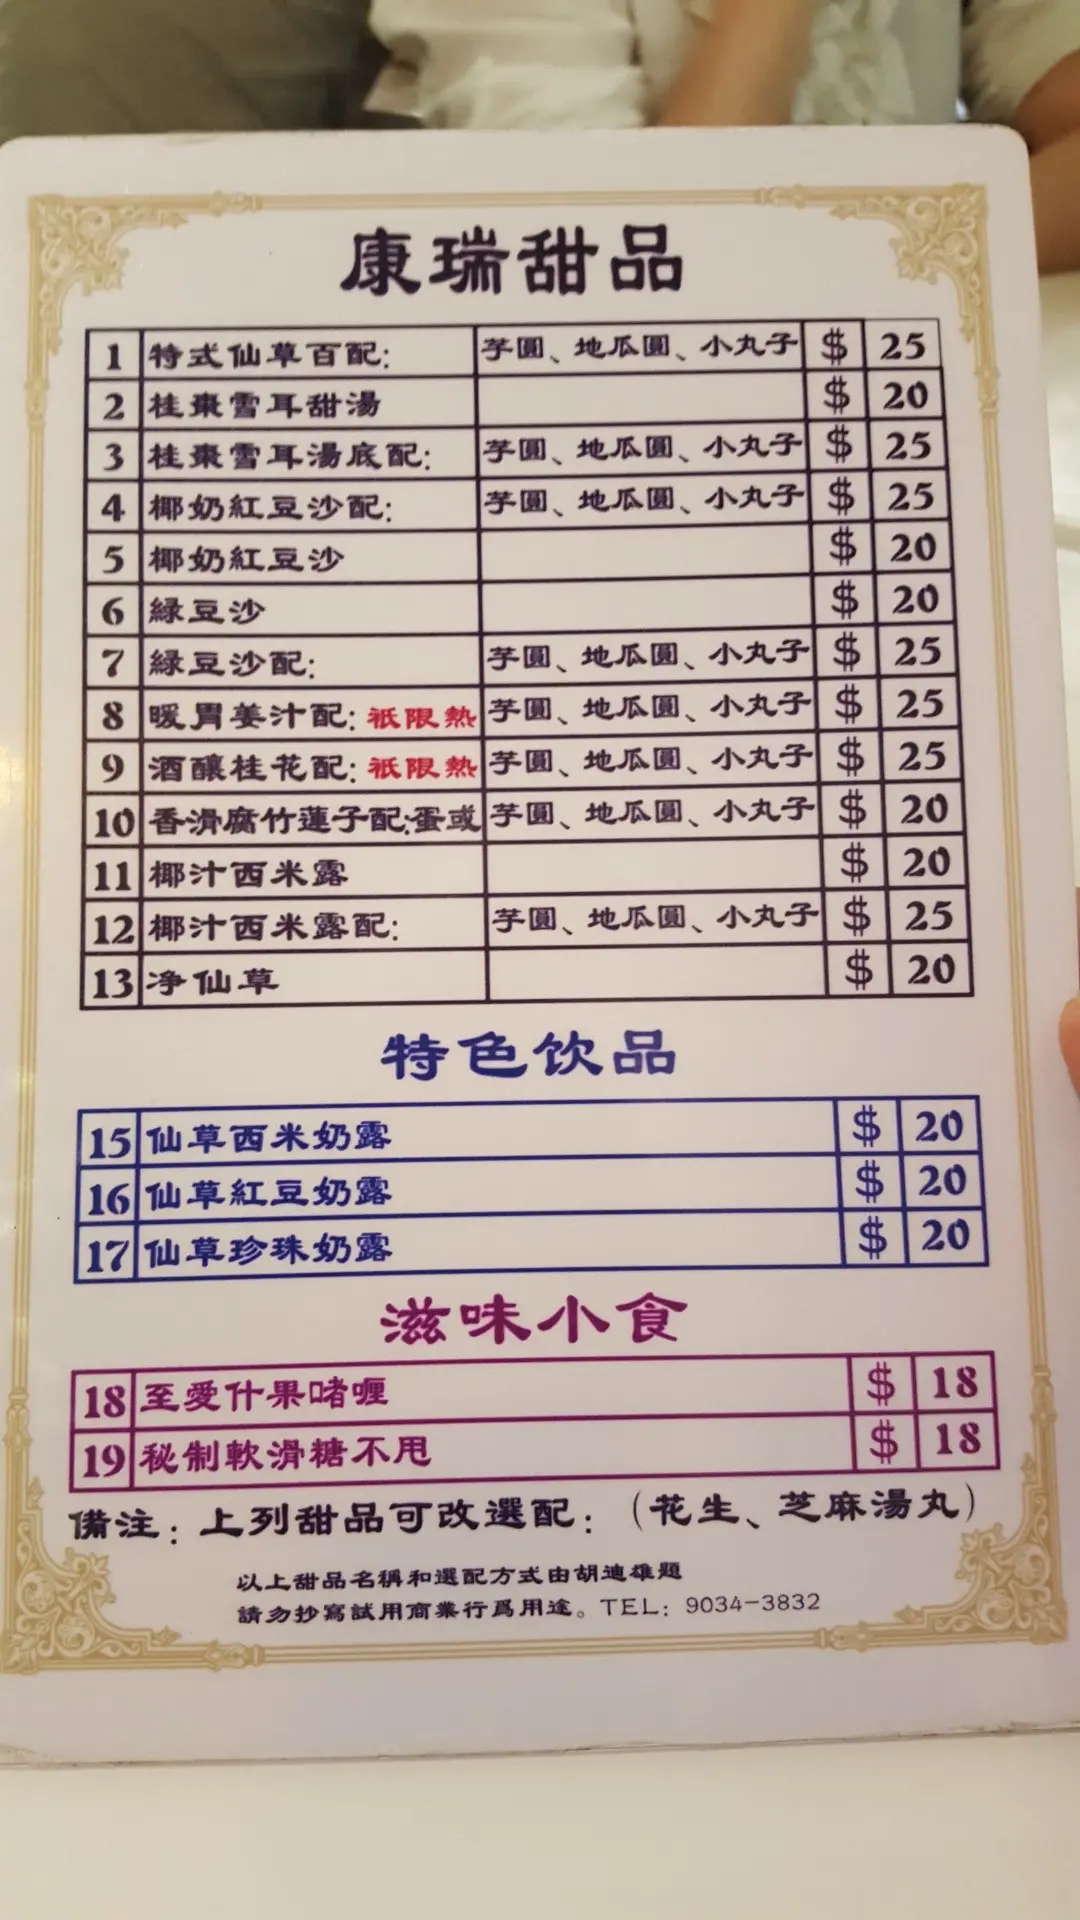 康瑞甜品
1 特式仙草百配: 芋圓、地瓜圓、小丸子 $ 25
2 桂棗雪耳甜湯 $ 20
3 桂棗雪耳湯底配: 芋圓、地瓜圓、小丸子 $ 25
4 椰奶紅豆沙配: 芋圓、地瓜圓、小丸子 $ 25
5 椰奶紅豆沙 $ 20
6 綠豆沙 $ 20
7 綠豆沙配: 芋圓、地瓜圓、小丸子 $ 25
8 暖胃姜汁配: 衹限熱 芋圓、地瓜圓、小丸子 $ 25
9 酒釀桂花配: 衹限熱 芋圓、地瓜圓、小丸子 $ 25
10 香滑腐竹蓮子配:蛋或 芋圓、地瓜圓、小丸子 $ 20
11 椰汁西米露 $ 20
12 椰汁西米露配: 芋圓、地瓜圓、小丸子 $ 25
13 净仙草 $ 20
特色饮品
15 仙草西米奶露 $ 20
16 仙草紅豆奶露 $ 20
17 仙草珍珠奶露 $ 20
滋味小食
18 至愛什果啫喱 $ 18
19 秘制軟滑糖不甩 $ 18
備注: 上列甜品可改選配: (花生、芝麻湯丸)
以上甜品名稱和選配方式由胡迪雄題
請勿抄寫試用商業行爲用途。TEL: 9034-3832